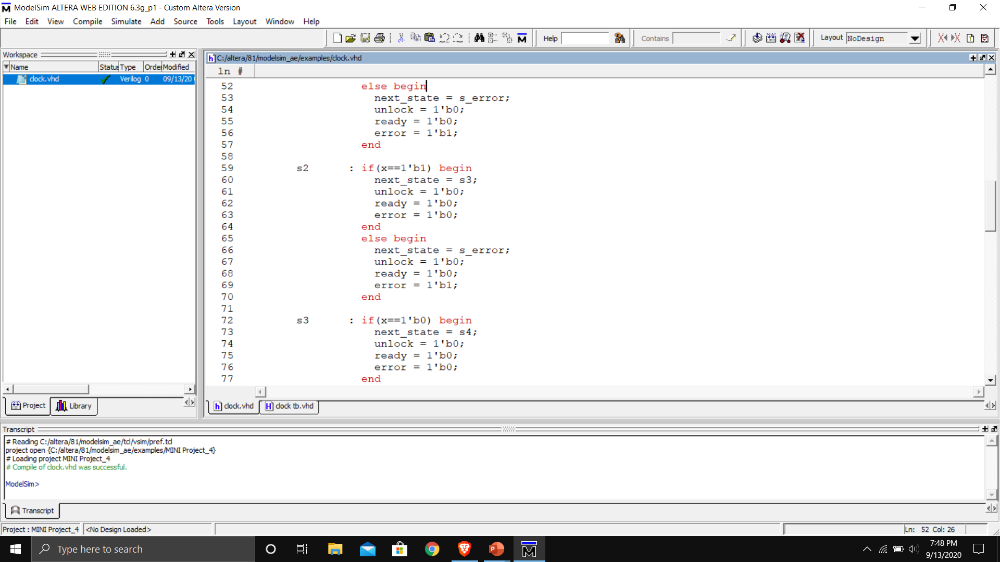 ModelSim ALTERA WEB EDITION 6.3g_p1 - Custom Altera Version
File Edit View Compile Simulate Add Source Tools Layout Window Help
Help Contains Layout NoDesign
Workspace
Name Status Type Order Modified
clock.vhd Verilog 0 09/13/20
C:/altera/81/modelsim_ae/examples/clock.vhd
ln #
52 else begin
53 next_state = s_error;
54 unlock = 1'b0;
55 ready = 1'b0;
56 error = 1'b1;
57 end
58
59 s2 : if(x==1'b1) begin
60 next_state = s3;
61 unlock = 1'b0;
62 ready = 1'b0;
63 error = 1'b0;
64 end
65 else begin
66 next_state = s_error;
67 unlock = 1'b0;
68 ready = 1'b0;
69 error = 1'b1;
70 end
71
72 s3 : if(x==1'b0) begin
73 next_state = s4;
74 unlock = 1'b0;
75 ready = 1'b0;
76 error = 1'b0;
77 end
Project Library
clock.vhd clock tb.vhd
Transcript
# Reading C:/altera/81/modelsim_ae/tcl/vsim/pref.tcl
project open {C:/altera/81/modelsim_ae/examples/MINI Project_4}
# Loading project MINI Project_4
# Compile of clock.vhd was successful.
ModelSim>
Transcript
Project : MINI Project_4 <No Design Loaded> Ln: 52 Col: 26
Type here to search
7:48 PM
9/13/2020